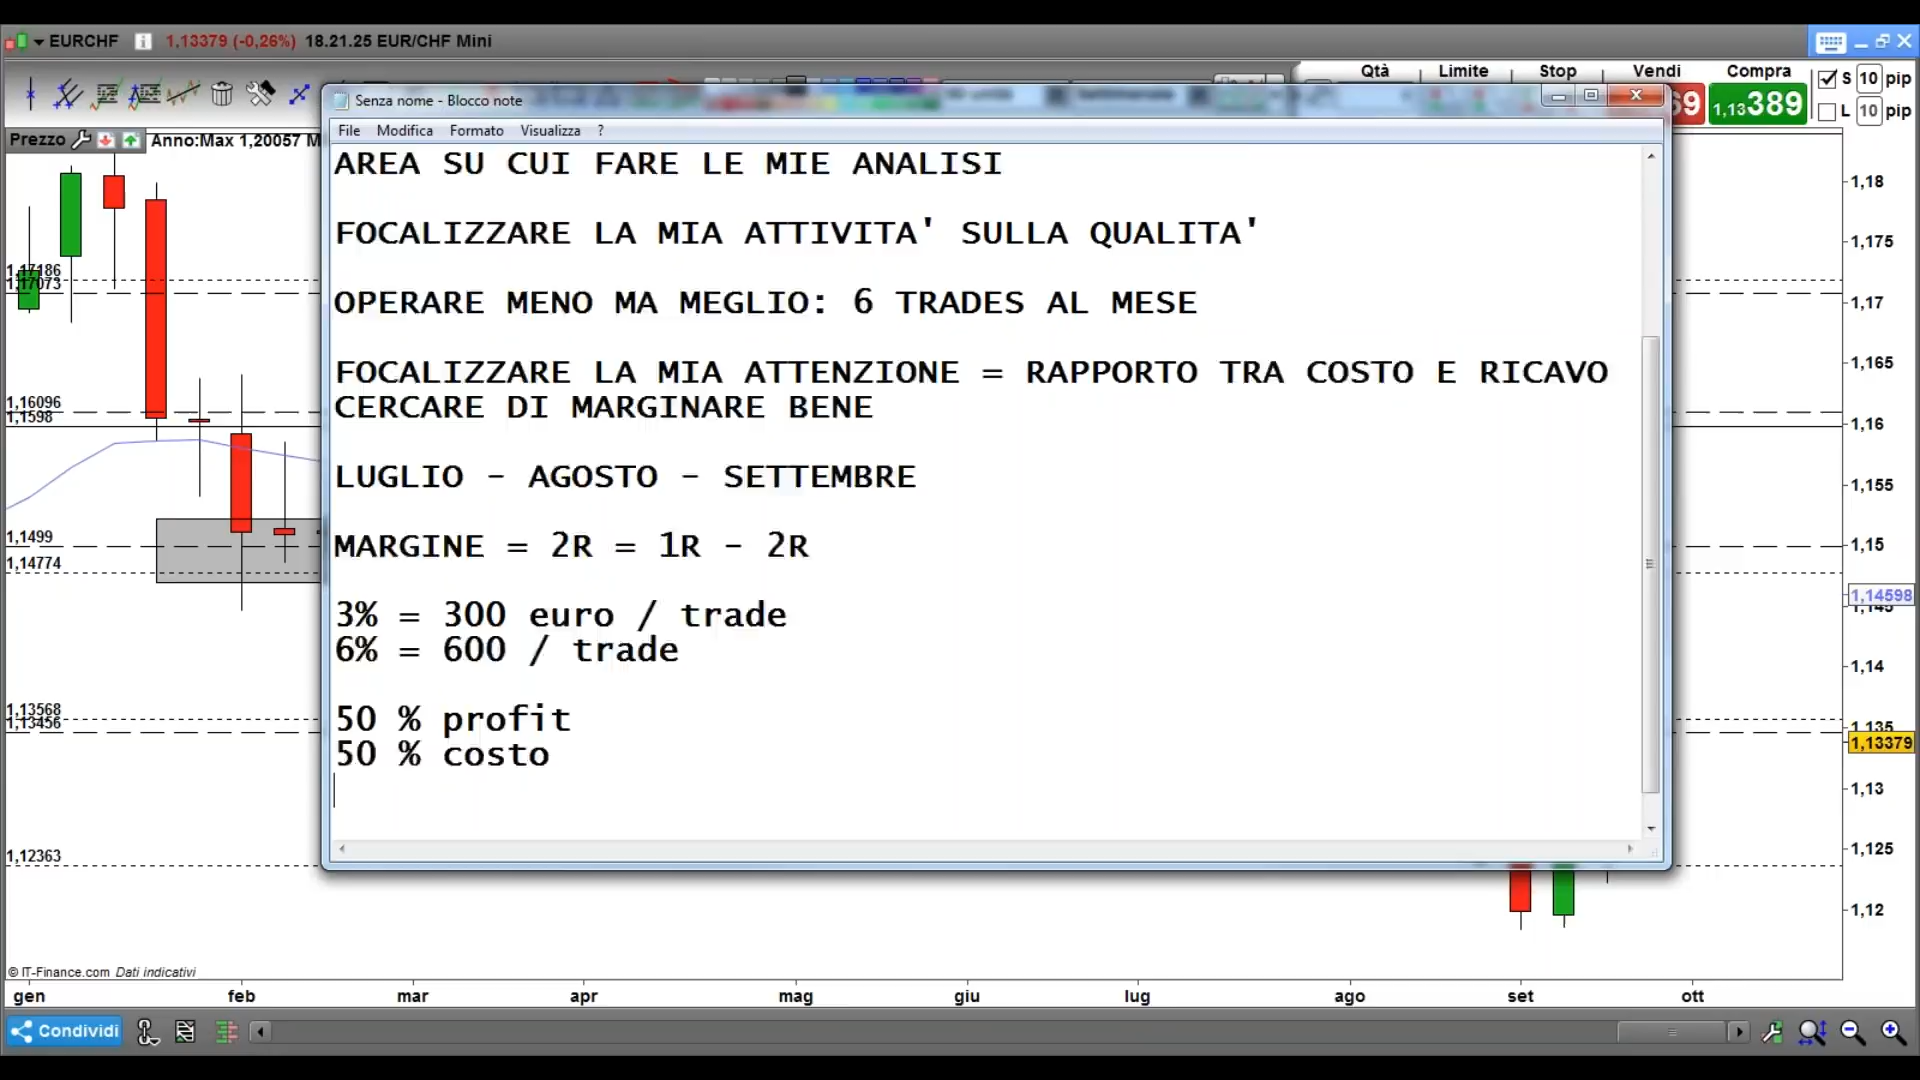 EURCHF 1,13379 (-0,26%) 18.21.25 EUR/CHF Mini
Qtà Limite Stop Vendi Compra S 10 pip
69 1,13389 L 10 pip
Prezzo Anno:Max 1,20057 M
Senza nome - Blocco note
File Modifica Formato Visualizza ?
AREA SU CUI FARE LE MIE ANALISI
FOCALIZZARE LA MIA ATTIVITA' SULLA QUALITA'
OPERARE MENO MA MEGLIO: 6 TRADES AL MESE
FOCALIZZARE LA MIA ATTENZIONE = RAPPORTO TRA COSTO E RICAVO
CERCARE DI MARGINARE BENE
LUGLIO - AGOSTO - SETTEMBRE
MARGINE = 2R = 1R - 2R
3% = 300 euro / trade
6% = 600 / trade
50 % profit
50 % costo
1,17186
1,17073
1,16096
1,1598
1,1499
1,14774
1,13568
1,13456
1,12363
1,18
1,175
1,17
1,165
1,16
1,155
1,15
1,14598
1,145
1,14
1,135
1,13379
1,13
1,125
1,12
© IT-Finance.com Dati indicativi
gen feb mar apr mag giu lug ago set ott
Condividi